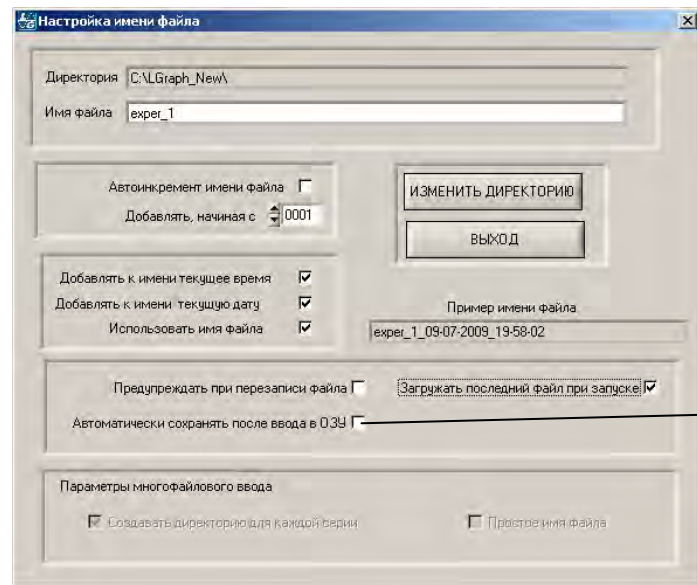 Настройка имени файла
Директория C:\LGraph_New\
Имя файла exper_1
Автоинкремент имени файла
Добавлять, начиная с 0001
ИЗМЕНИТЬ ДИРЕКТОРИЮ
ВЫХОД
Добавлять к имени текущее время
Добавлять к имени текущую дату
Использовать имя файла
Пример имени файла
exper_1_09-07-2009_19-58-02
Предупреждать при перезаписи файла
Загружать последний файл при запуске
Автоматически сохранять после ввода в ОЗУ
Параметры многофайлового ввода
Создавать директорию для каждой серии
Простое имя файла